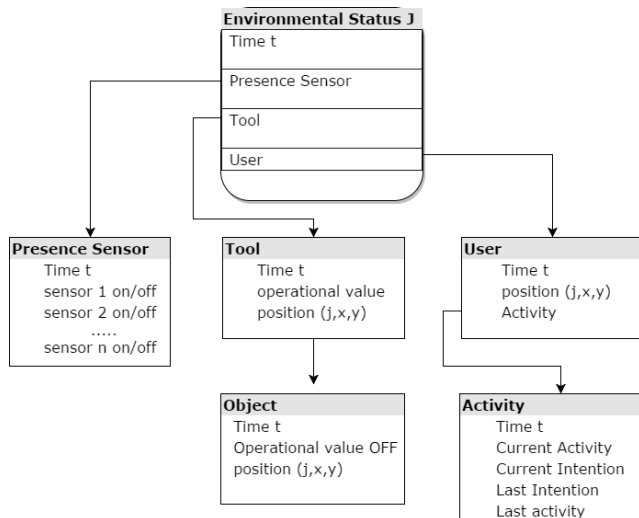 Environmental Status J
Time t
Presence Sensor
Tool
User
Presence Sensor
Time t
sensor 1 on/off
sensor 2 on/off
.....
sensor n on/off
Tool
Time t
operational value
position (j,x,y)
User
Time t
position (j,x,y)
Activity
Object
Time t
Operational value OFF
position (j,x,y)
Activity
Time t
Current Activity
Current Intention
Last Intention
Last activity